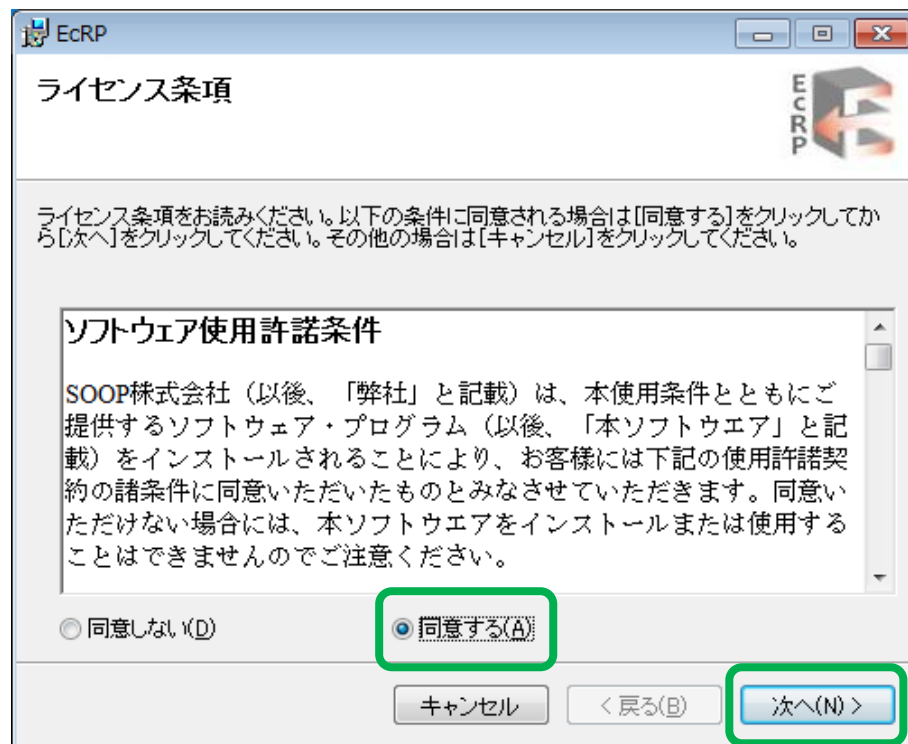 EcRP
ライセンス条項
EcRP
ライセンス条項をお読みください。以下の条件に同意される場合は[同意する]をクリックしてか
ら[次へ]をクリックしてください。その他の場合は[キャンセル]をクリックしてください。
ソフトウェア使用許諾条件
SOOP株式会社（以後、「弊社」と記載）は、本使用条件とともにご
提供するソフトウェア・プログラム（以後、「本ソフトウエア」と記
載）をインストールされることにより、お客様には下記の使用許諾契
約の諸条件に同意いただいたものとみなさせていただきます。同意い
ただけない場合には、本ソフトウエアをインストールまたは使用する
ことはできませんのでご注意ください。
同意しない(D)
同意する(A)
キャンセル
< 戻る(B)
次へ(N) >